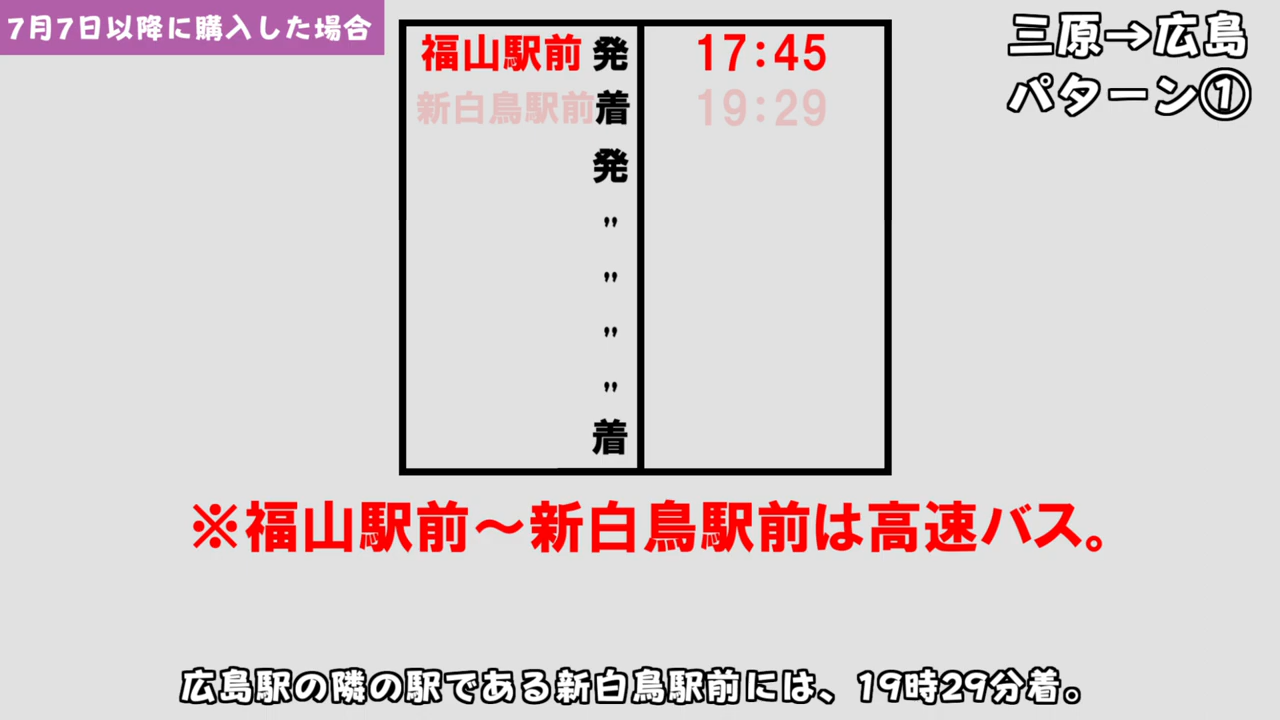 7月7日以降に購入した場合
三原→広島
パターン①
福山駅前 発 17:45
新白鳥駅前着 19:29
発
〃
〃
〃
〃
着
※福山駅前～新白鳥駅前は高速バス。
広島駅の隣の駅である新白鳥駅前には、19時29分着。